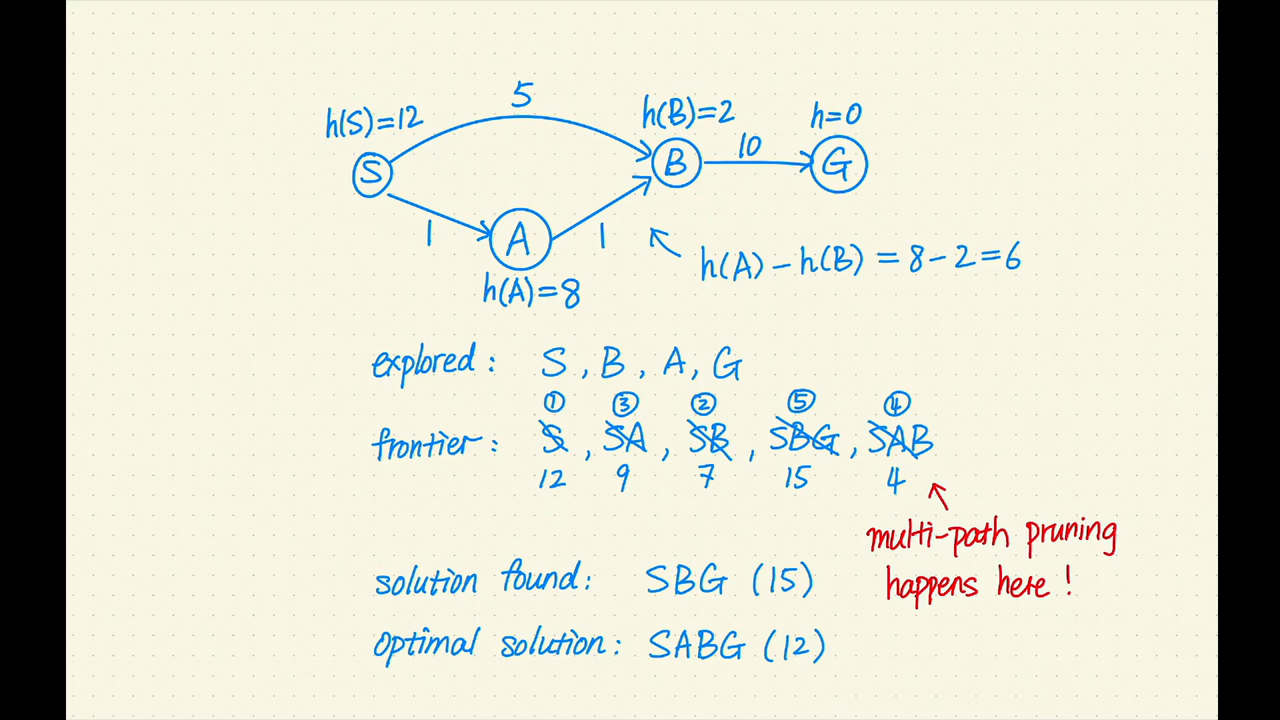 5
h(S)=12
h(B)=2
h=0
S
B
10
G
1
A
1
h(A)=8
h(A) - h(B) = 8 - 2 = 6
explored: S, B, A, G
① ③ ② ⑤ ④
frontier: S, SA, SB, SBG, SAB
12 9 7 15 4
multi-path pruning
happens here!
solution found: SBG (15)
optimal solution: SABG (12)